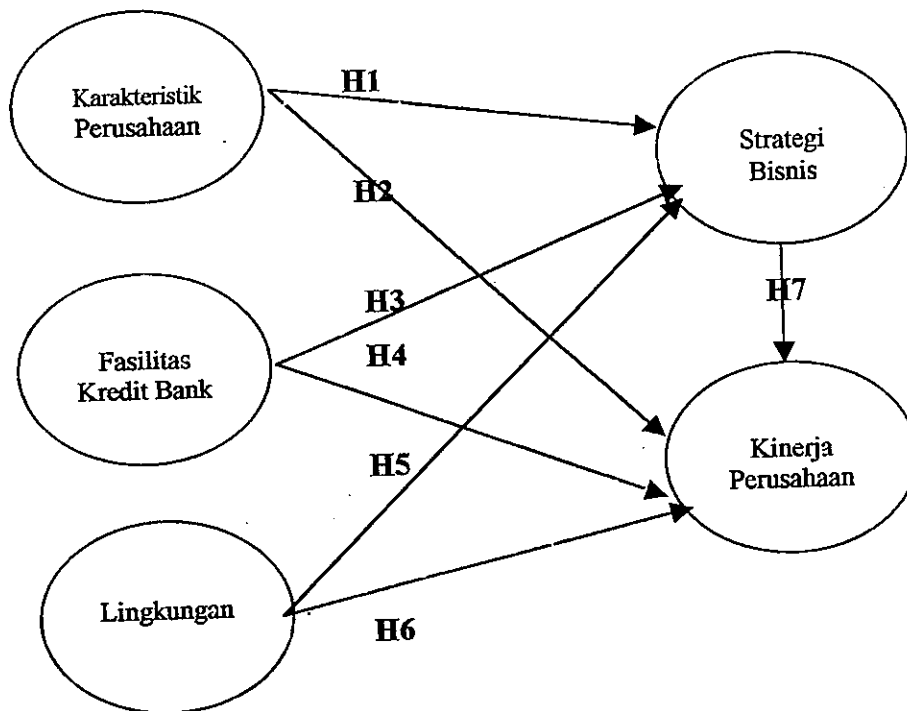 Karakteristik
Perusahaan
H1
Strategi
Bisnis
H2
H3
H7
Fasilitas
Kredit Bank
H4
Kinerja
Perusahaan
H5
Lingkungan
H6